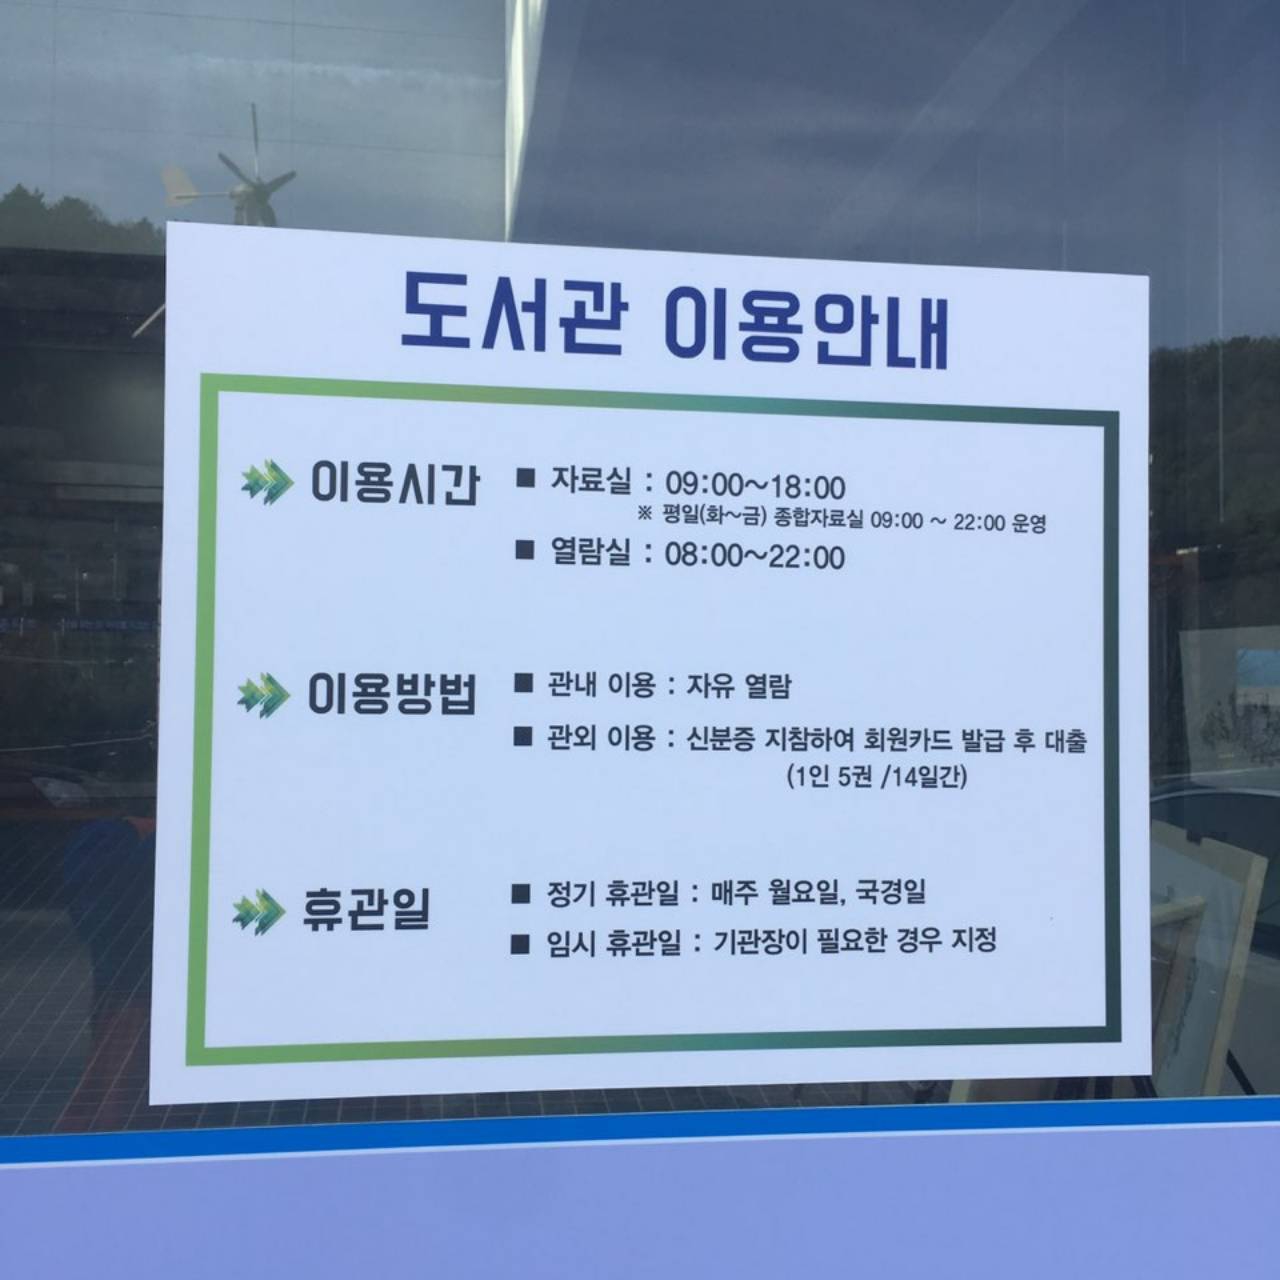 도서관 이용안내
이용시간
■ 자료실 : 09:00~18:00
※ 평일(화~금) 종합자료실 09:00 ~ 22:00 운영
■ 열람실 : 08:00~22:00
이용방법
■ 관내 이용 : 자유 열람
■ 관외 이용 : 신분증 지참하여 회원카드 발급 후 대출
(1인 5권 /14일간)
휴관일
■ 정기 휴관일 : 매주 월요일, 국경일
■ 임시 휴관일 : 기관장이 필요한 경우 지정